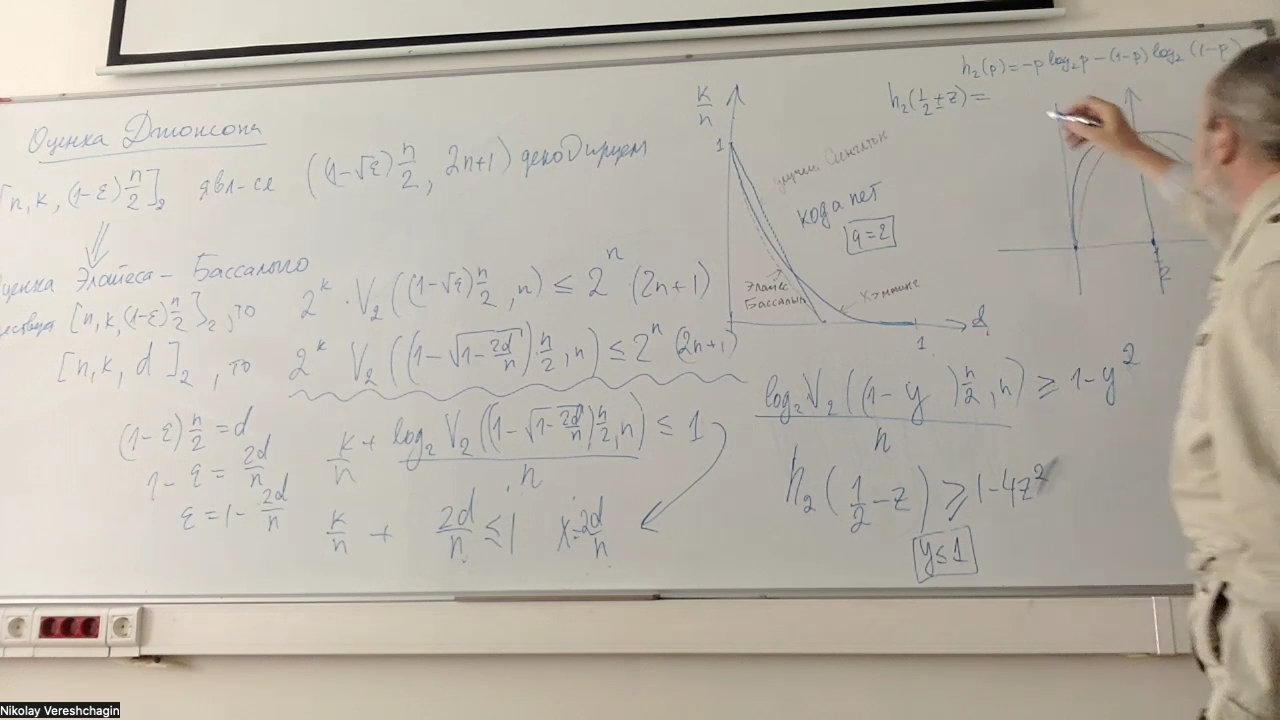 Оценка Джонсона
[n, k, (1-ε) n/2]₂ явл-ся ((1-√ε) n/2, 2n+1) декодируем
Оценка Элайеса – Бассалыго
[n, k, (1-ε) n/2]₂, то 2^k · V₂((1-√ε) n/2, n) ≤ 2^n (2n+1)
[n, k, d]₂, то 2^k V₂((1-√(1-2d/n)) · n/2, n) ≤ 2^n (2n+1)
(1-ε) n/2 = d
1-ε = 2d/n
ε = 1 - 2d/n
k/n + log₂ V₂((1-√(1-2d/n)) n/2, n) / n ≤ 1
k/n + 2d/n ≤ 1 x = 2d/n
k/n
1
Синглтон
кода нет
q=2
Элайес
Бассалыго
Хэмминг
d
1
h₂(p) = -p log₂p - (1-p) log₂ (1-p)
h₂(½ ± z) =
log₂ V₂((1-y) n/2, n) / n ≥ 1-y²
h₂(½ - z) ≥ 1-4z²
y ≤ 1
Nikolay Vereshchagin